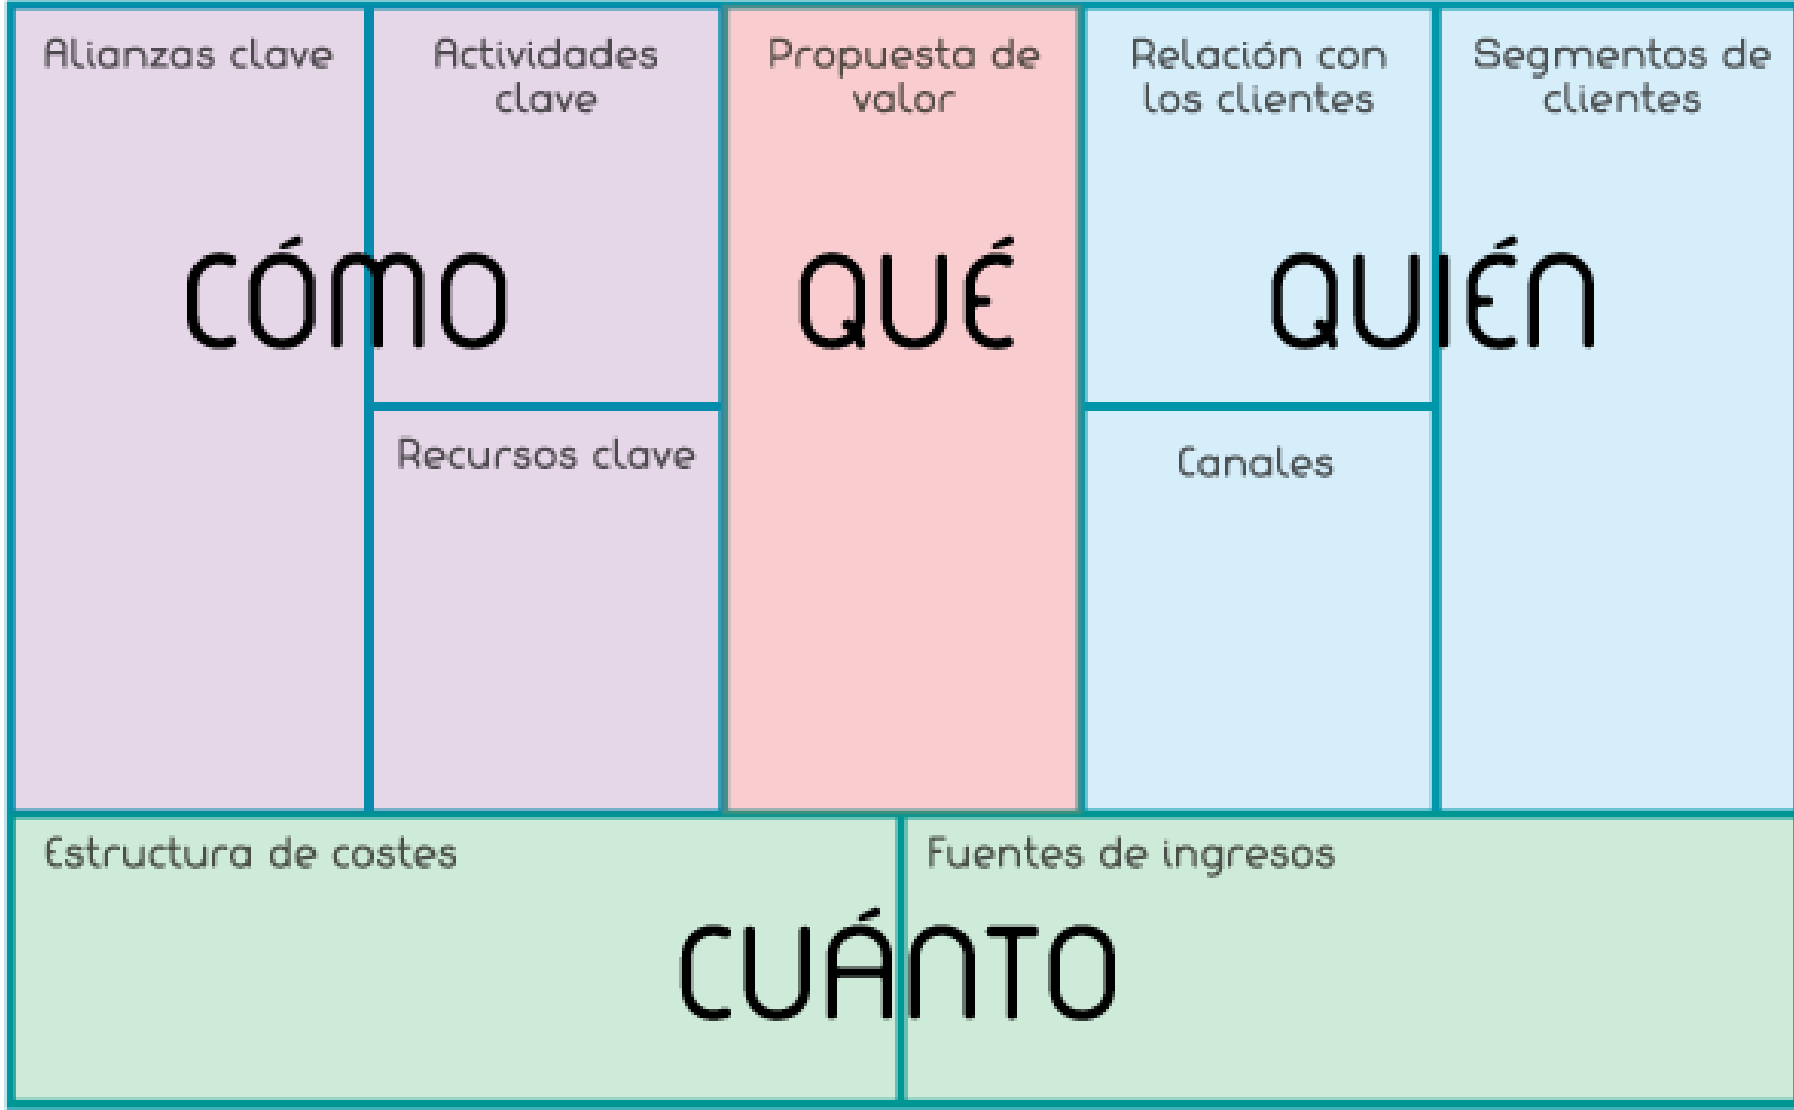 Alianzas clave
Actividades
clave
Propuesta de
valor
Relación con
los clientes
Segmentos de
clientes
CÓMO
QUÉ
QUIÉN
Recursos clave
Canales
Estructura de costes
Fuentes de ingresos
CUÁNTO